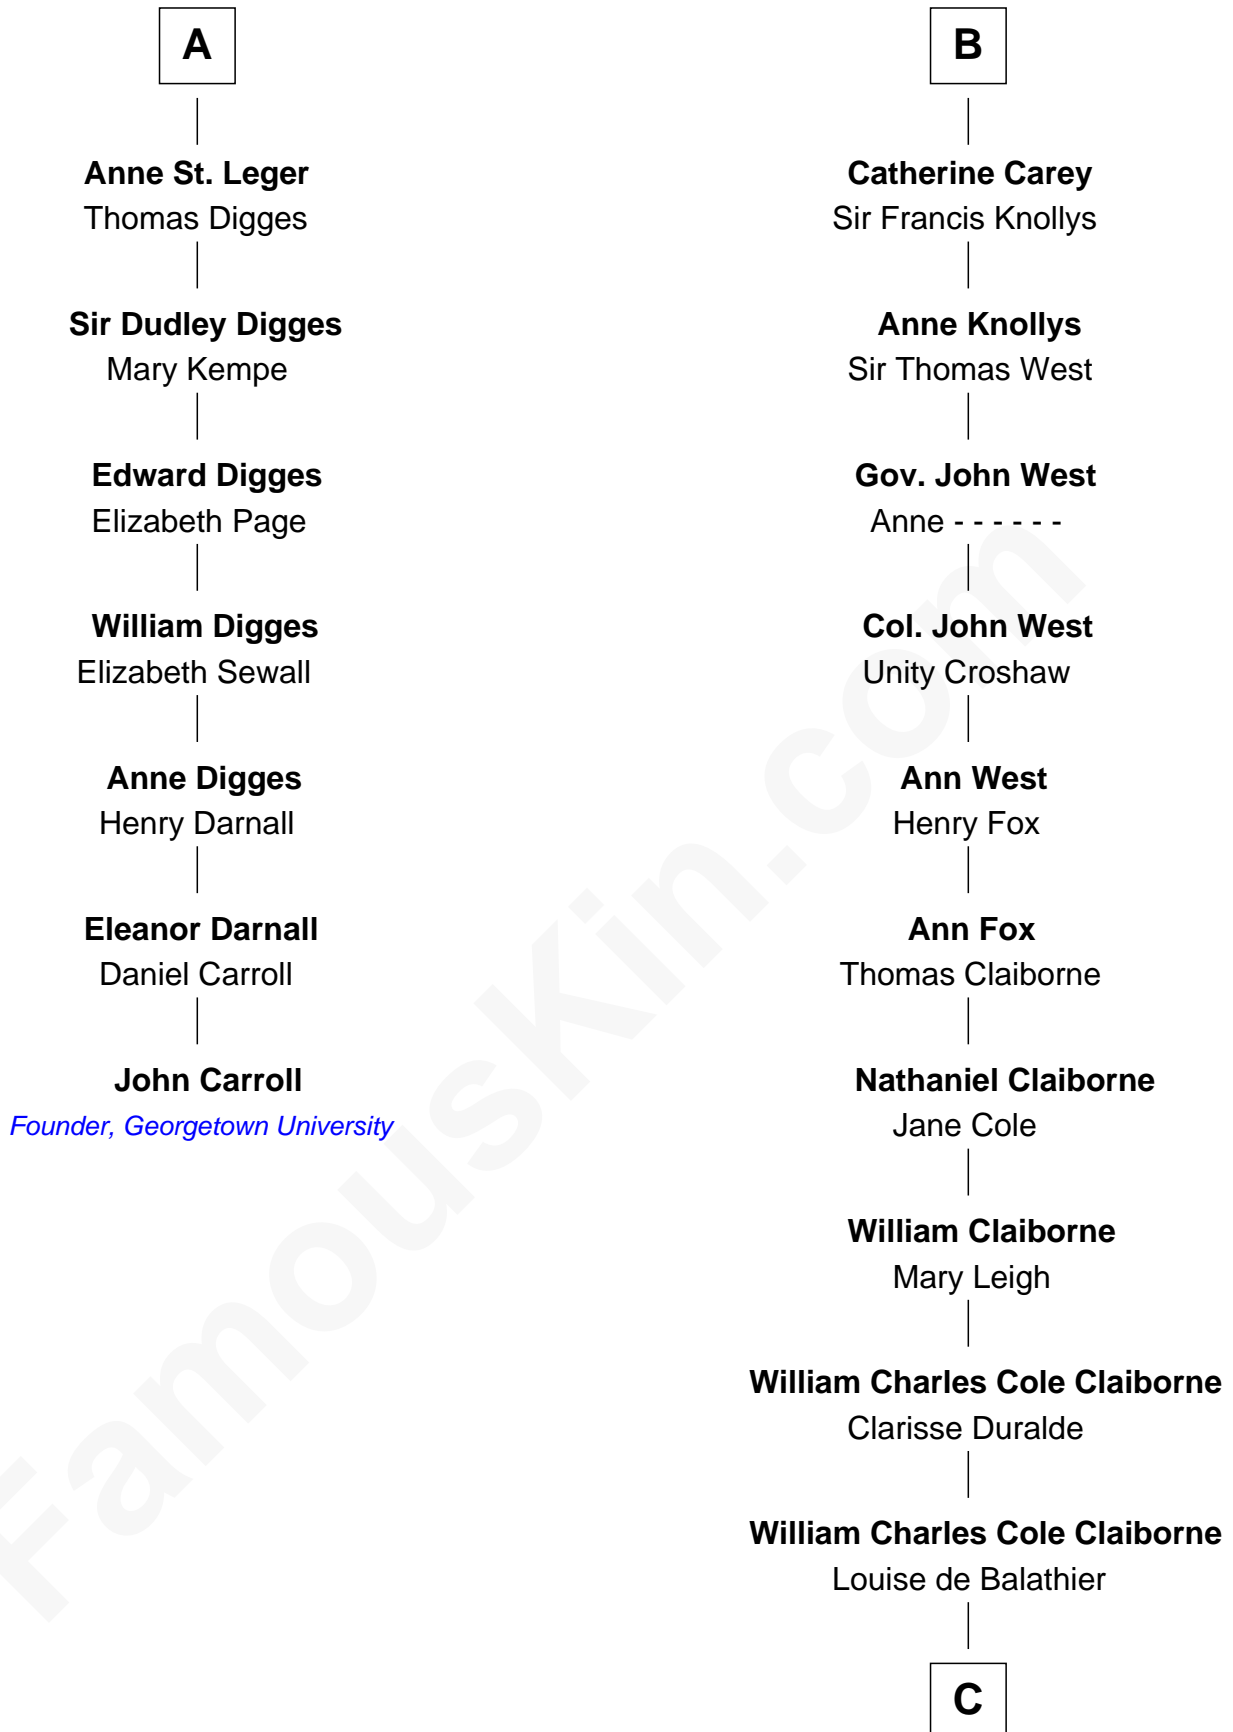 A
Anne St. Leger
Thomas Digges
Sir Dudley Digges
Mary Kempe
Edward Digges
Elizabeth Page
William Digges
Elizabeth Sewall
Anne Digges
Henry Darnall
Eleanor Darnall
Daniel Carroll
John Carroll
Founder, Georgetown University
B
Catherine Carey
Sir Francis Knollys
Anne Knollys
Sir Thomas West
Gov. John West
Anne - - - - - -
Col. John West
Unity Croshaw
Ann West
Henry Fox
Ann Fox
Thomas Claiborne
Nathaniel Claiborne
Jane Cole
William Claiborne
Mary Leigh
William Charles Cole Claiborne
Clarisse Duralde
William Charles Cole Claiborne
Louise de Balathier
C
FamousKin.com